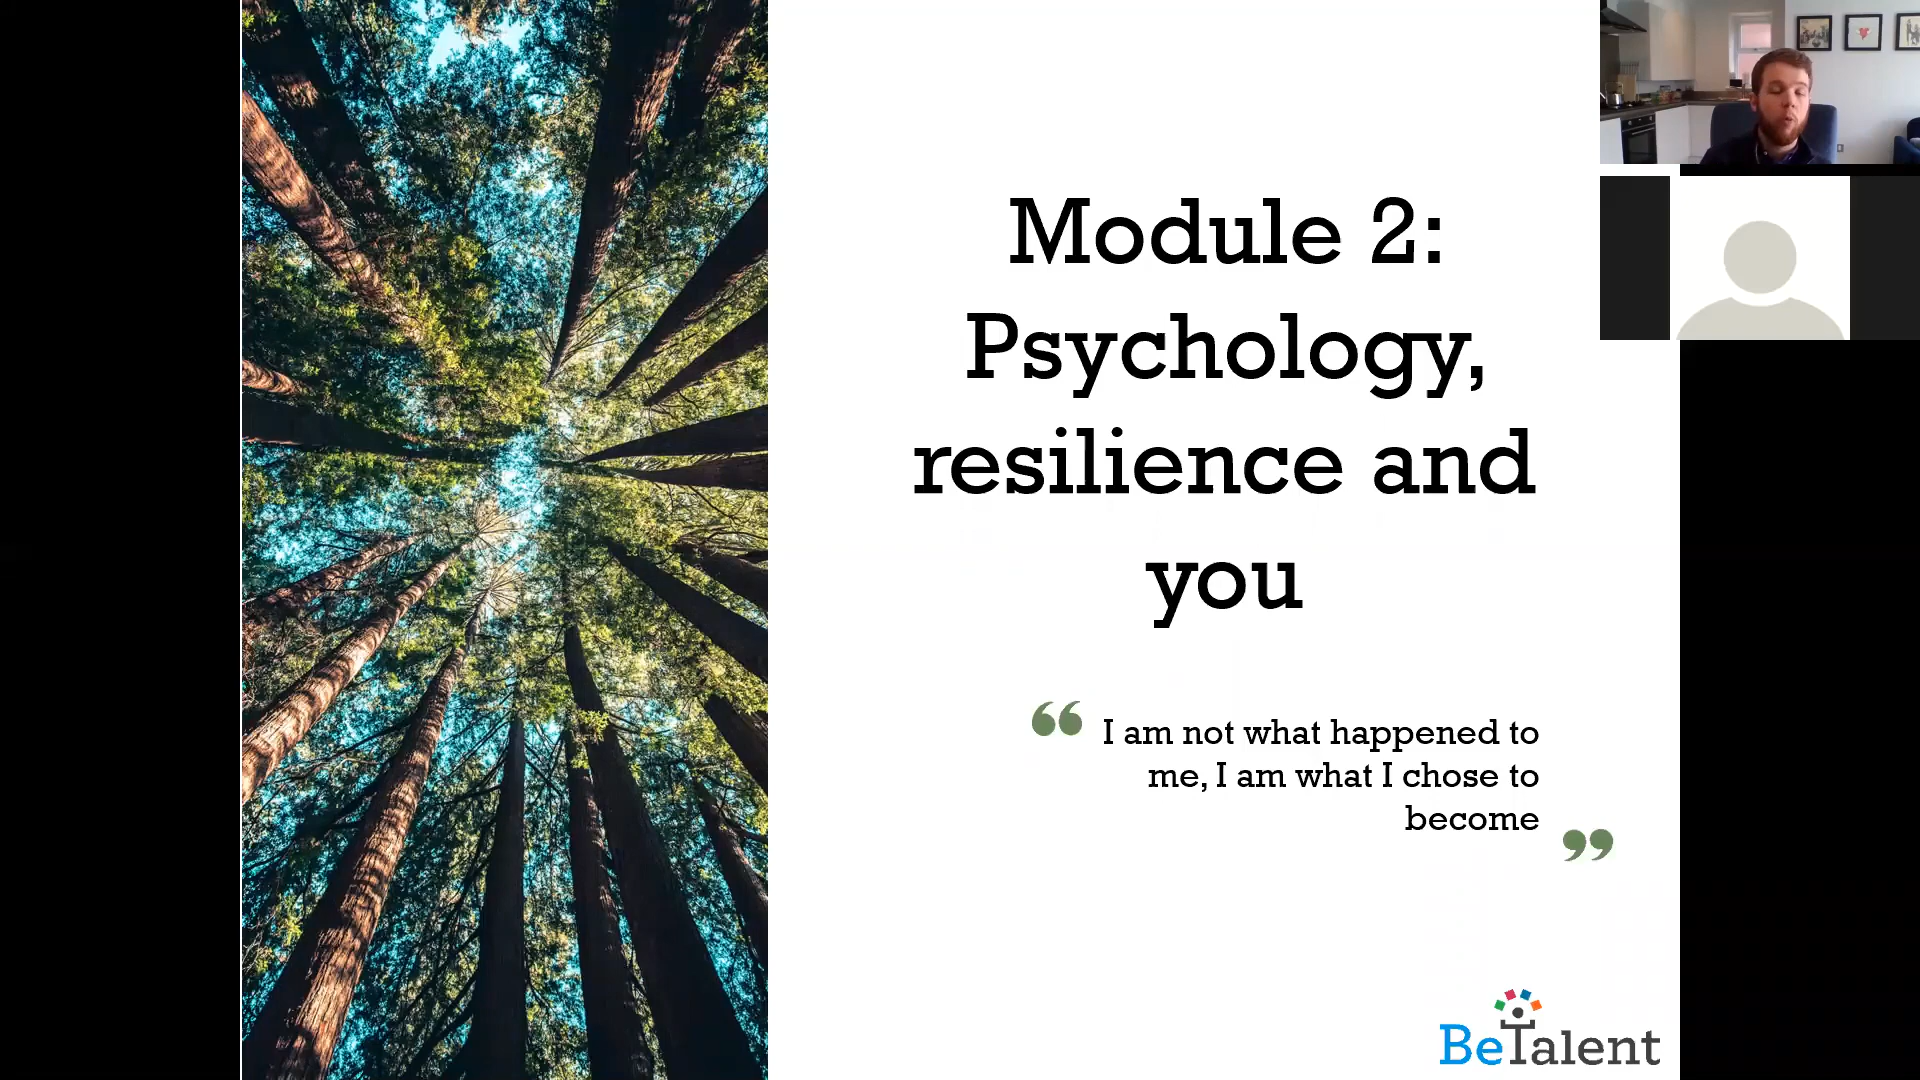 Module 2:
Psychology,
resilience and
you
“ I am not what happened to
me, I am what I chose to
become ”
BeTalent